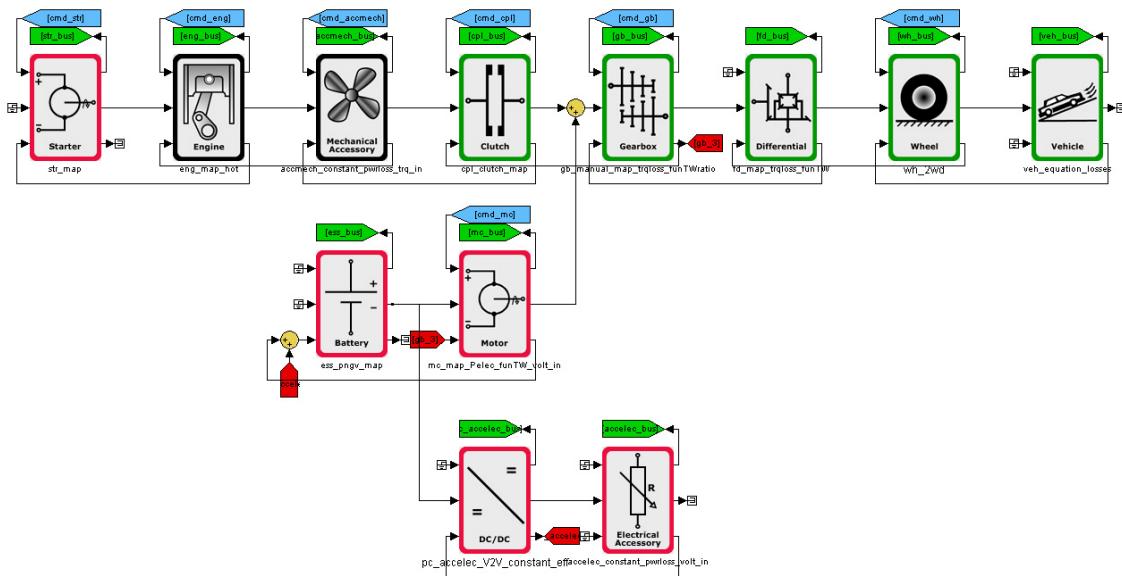 [cmd_str]
[cmd_eng]
[cmd_accmech]
[cmd_cpl]
[cmd_gb]
[cmd_wh]
[str_bus]
[eng_bus]
accmech_bus]
[cpl_bus]
[gb_bus]
[fd_bus]
[wh_bus]
[veh_bus]
+
−
R
Starter
Engine
Mechanical
Accessory
Clutch
Gearbox
[gb_3]
Differential
Wheel
Vehicle
str_map
eng_map_hot
accmech_constant_pwrloss_trq_in
cpl_clutch_map
gb_manual_map_trqloss_funTWratio
fd_map_trqloss_funTW
wh_2wd
veh_equation_losses
[cmd_mc]
[ess_bus]
[mc_bus]
+
−
+
−
Battery
[gb_3]
Motor
ess_pngv_map
mc_map_Pelec_funTW_volt_in
c_accelec_bus]
[accelec_bus]
=
=
DC/DC
Electrical
Accessory
pc_accelec_V2V_constant_eff
accelec_constant_pwrloss_volt_in